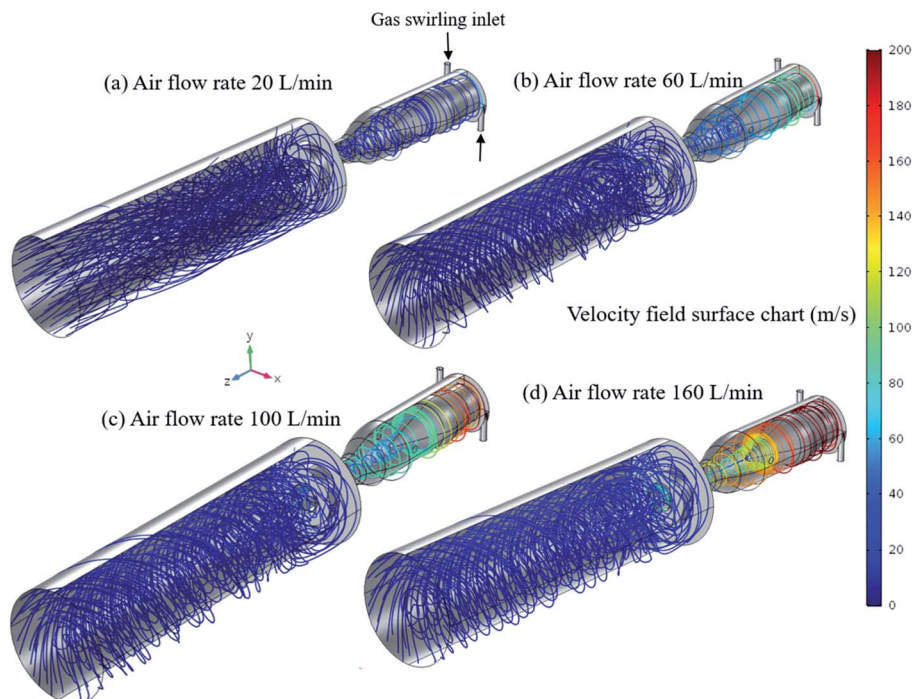 Gas swirling inlet
(a) Air flow rate 20 L/min
(b) Air flow rate 60 L/min
200
180
160
140
120
Velocity field surface chart (m/s)
100
80
y
z
x
(c) Air flow rate 100 L/min
(d) Air flow rate 160 L/min
60
40
20
0